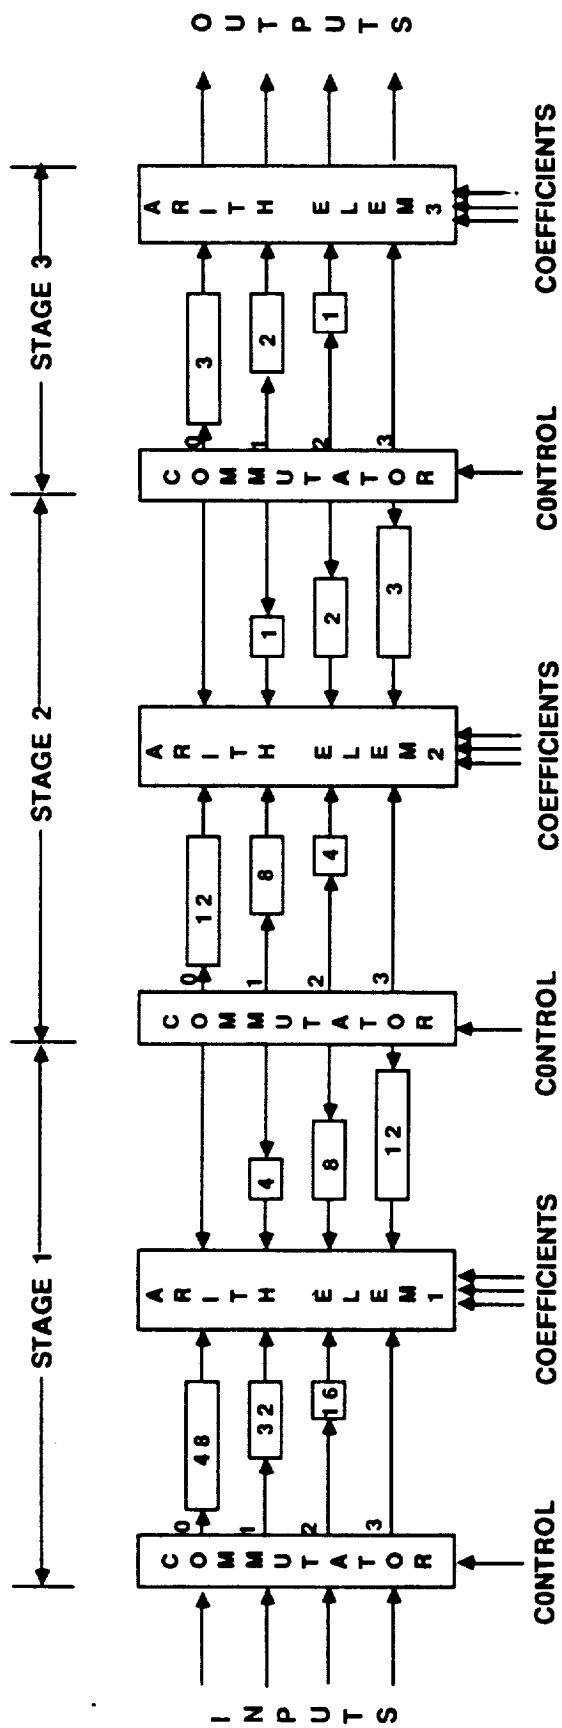 STAGE 1
STAGE 2
STAGE 3
INPUTS
COMMUTATOR
0
1
2
3
48
32
16
ARITH ELEM 1
4
8
12
COMMUTATOR
0
1
2
3
12
8
4
ARITH ELEM 2
1
2
3
COMMUTATOR
0
1
2
3
3
2
1
ARITH ELEM 3
OUTPUTS
CONTROL
COEFFICIENTS
CONTROL
COEFFICIENTS
CONTROL
COEFFICIENTS